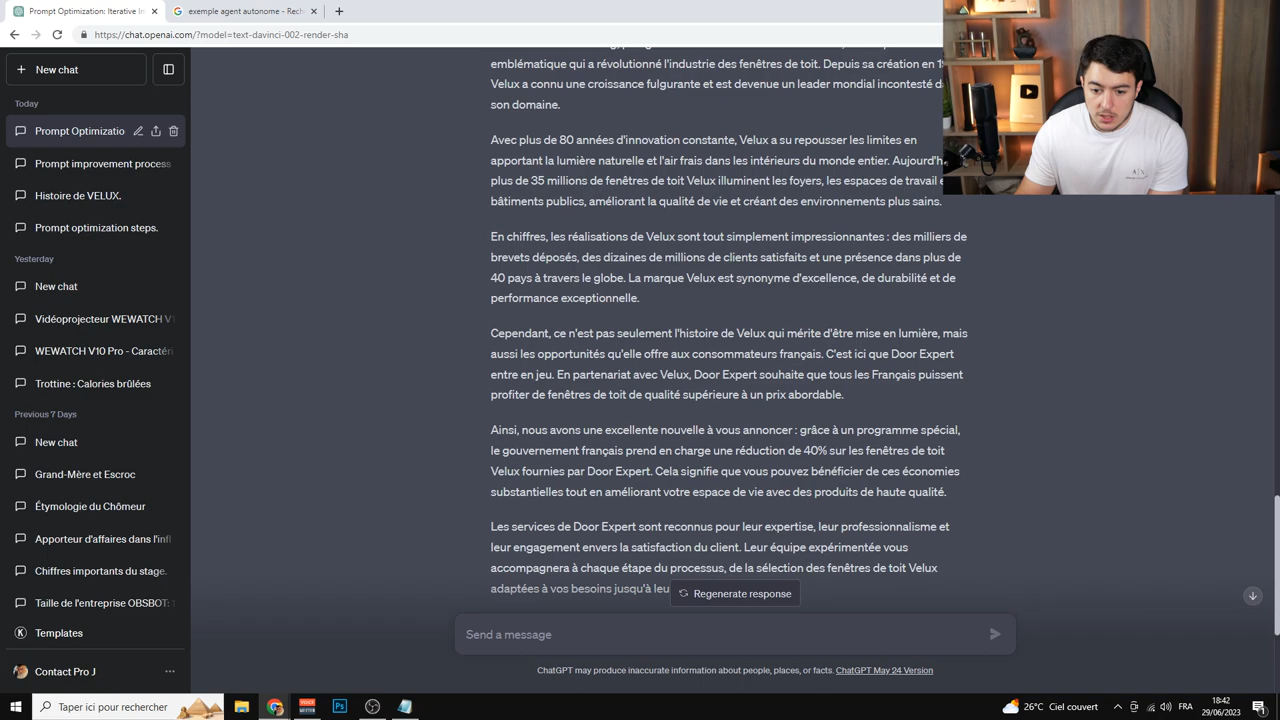 Prompt Optimization: Iterative Im
exemple agent autonome - Rech
https://chat.openai.com/?model=text-davinci-002-render-sha
New chat
Today
Prompt Optimizatio
Prompt improvement process
Histoire de VELUX.
Prompt optimization steps.
Yesterday
New chat
Vidéoprojecteur WEWATCH V1
WEWATCH V10 Pro - Caractéri
Trottine : Calories brûlées
Previous 7 Days
New chat
Grand-Mère et Escroc
Étymologie du Chômeur
Apporteur d'affaires dans l'infl
Chiffres importants du stage.
Taille de l'entreprise OBSBOT:
Templates
Contact Pro J
emblématique qui a révolutionné l'industrie des fenêtres de toit. Depuis sa création en
Velux a connu une croissance fulgurante et est devenue un leader mondial incontesté
son domaine.
Avec plus de 80 années d'innovation constante, Velux a su repousser les limites en
apportant la lumière naturelle et l'air frais dans les intérieurs du monde entier. Aujourd'h
plus de 35 millions de fenêtres de toit Velux illuminent les foyers, les espaces de travail
bâtiments publics, améliorant la qualité de vie et créant des environnements plus sains.
En chiffres, les réalisations de Velux sont tout simplement impressionnantes : des milliers de
brevets déposés, des dizaines de millions de clients satisfaits et une présence dans plus de
40 pays à travers le globe. La marque Velux est synonyme d'excellence, de durabilité et de
performance exceptionnelle.
Cependant, ce n'est pas seulement l'histoire de Velux qui mérite d'être mise en lumière, mais
aussi les opportunités qu'elle offre aux consommateurs français. C'est ici que Door Expert
entre en jeu. En partenariat avec Velux, Door Expert souhaite que tous les Français puissent
profiter de fenêtres de toit de qualité supérieure à un prix abordable.
Ainsi, nous avons une excellente nouvelle à vous annoncer : grâce à un programme spécial,
le gouvernement français prend en charge une réduction de 40% sur les fenêtres de toit
Velux fournies par Door Expert. Cela signifie que vous pouvez bénéficier de ces économies
substantielles tout en améliorant votre espace de vie avec des produits de haute qualité.
Les services de Door Expert sont reconnus pour leur expertise, leur professionnalisme et
leur engagement envers la satisfaction du client. Leur équipe expérimentée vous
accompagnera à chaque étape du processus, de la sélection des fenêtres de toit Velux
adaptées à vos besoins jusqu'à leu
Regenerate response
Send a message
ChatGPT may produce inaccurate information about people, places, or facts. ChatGPT May 24 Version
Taper ici pour rechercher
26°C Ciel couvert
FRA
18:42
29/06/2023